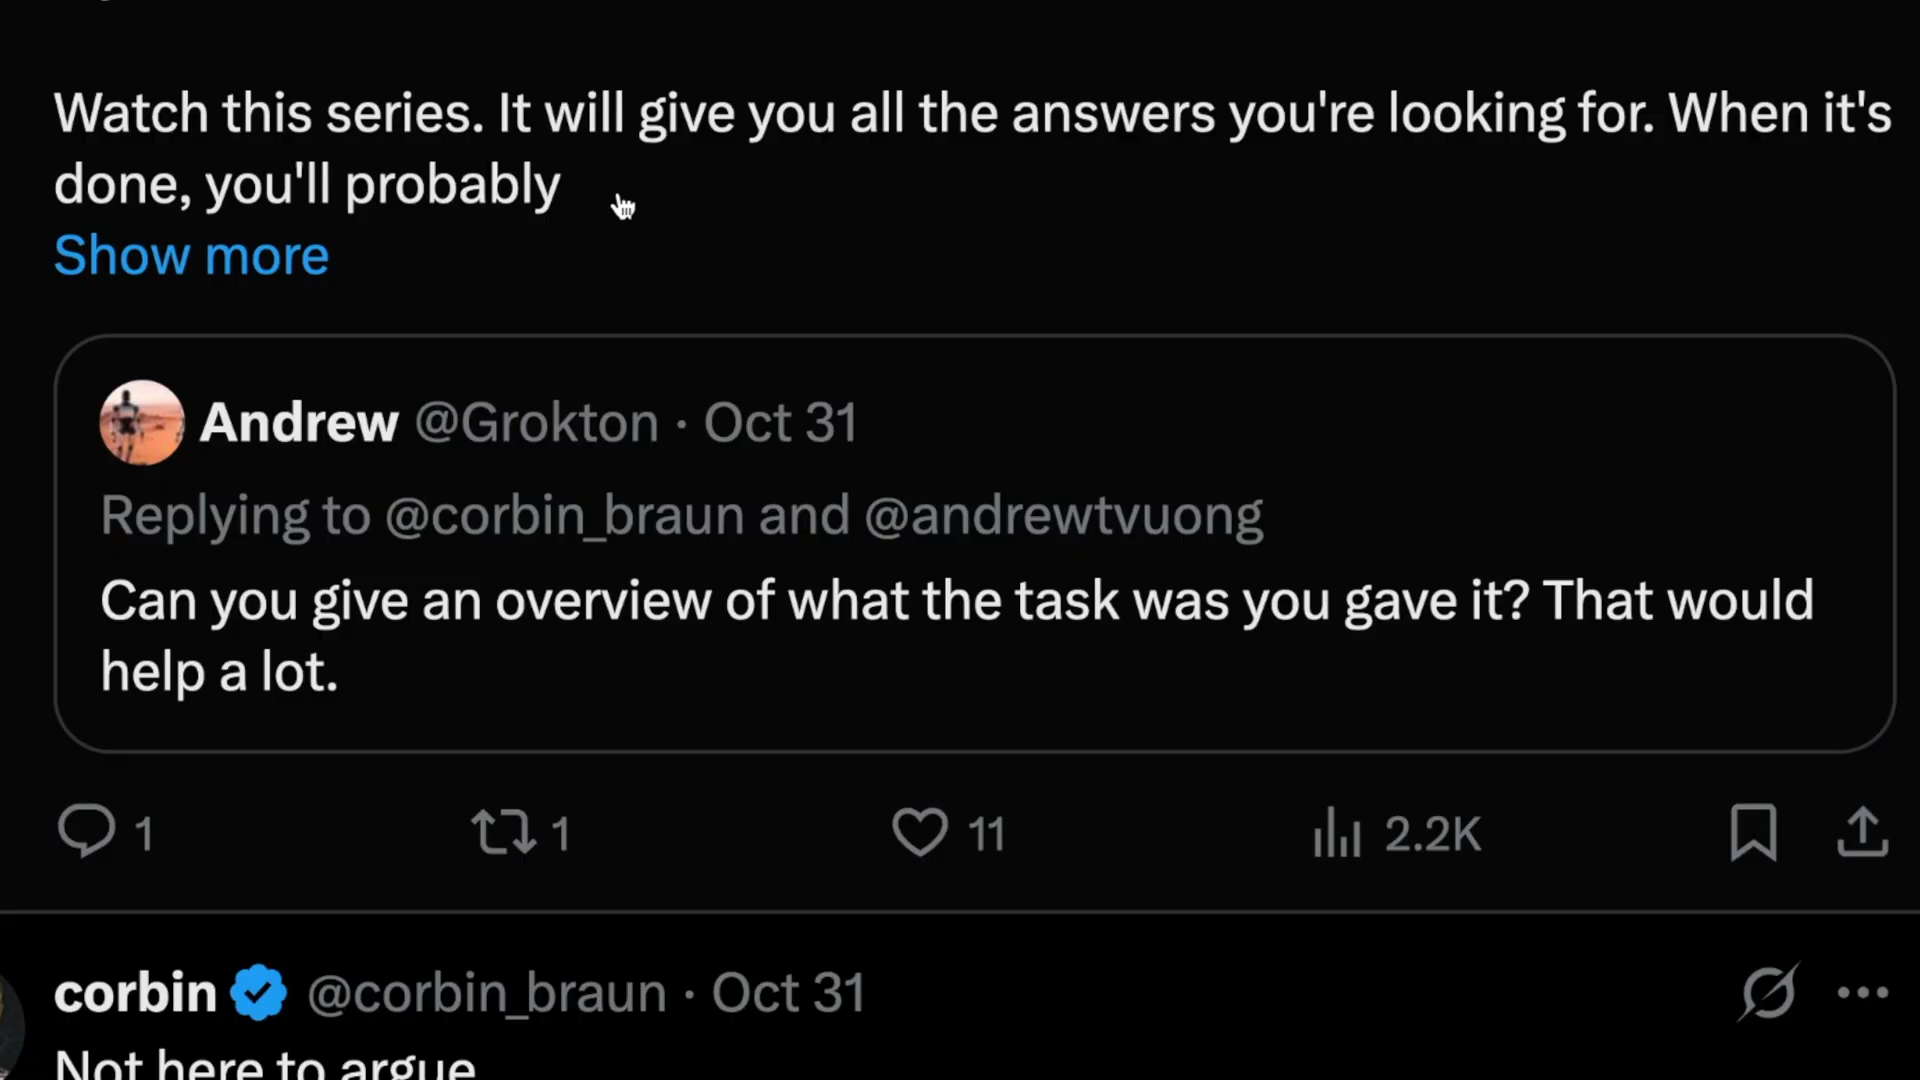 Watch this series. It will give you all the answers you're looking for. When it's
done, you'll probably
Show more
Andrew @Grokton · Oct 31
Replying to @corbin_braun and @andrewtvuong
Can you give an overview of what the task was you gave it? That would
help a lot.
1 1 11 2.2K
corbin @corbin_braun · Oct 31
Not here to argue